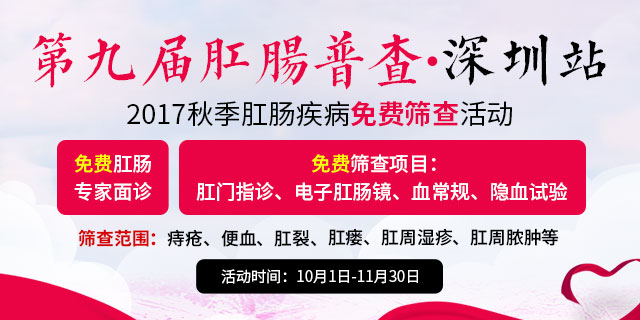 第九届肛腸普查·深圳站
2017秋季肛肠疾病免费筛查活动
免费肛肠
专家面诊
免费筛查项目：
肛门指诊、电子肛肠镜、血常规、隐血试验
筛查范围：痔疮、便血、肛裂、肛瘘、肛周湿疹、肛周脓肿等
活动时间：10月1日-11月30日